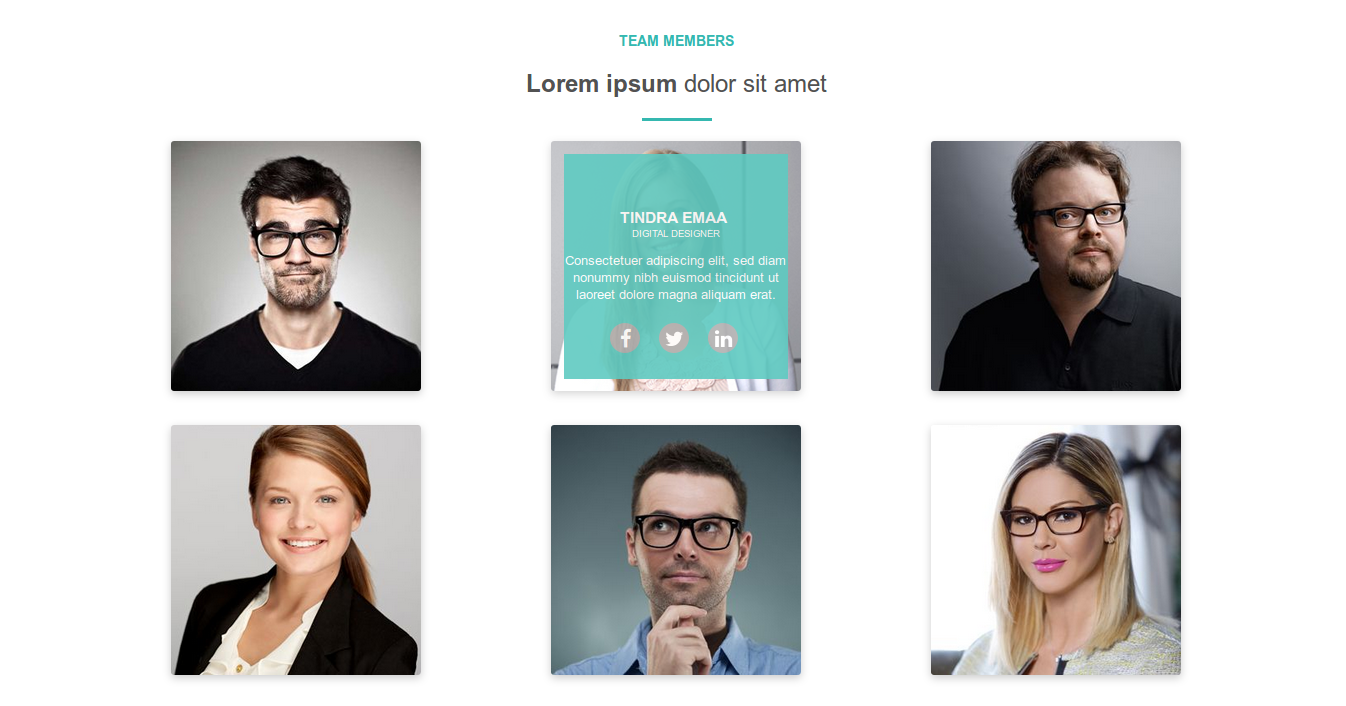 TEAM MEMBERS
Lorem ipsum dolor sit amet
TINDRA EMAA
DIGITAL DESIGNER
Consectetuer adipiscing elit, sed diam
nonummy nibh euismod tincidunt ut
laoreet dolore magna aliquam erat.